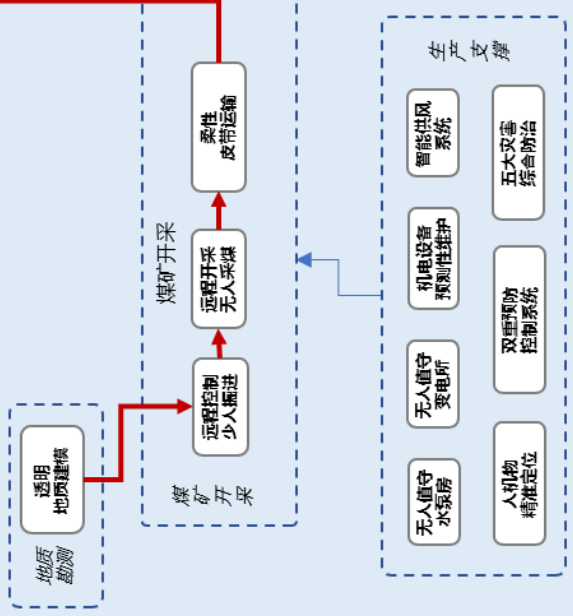 地质
勘测
透明
地质建模
煤矿开采
煤矿开采
远程控制
少人掘进
远程开采
无人采煤
柔性
皮带运输
无人值守
水泵房
无人值守
变电所
机电设备
预测性维护
智能供风
系统
人机物
精准定位
双重预防
控制系统
五大灾害
综合防治
生产支撑